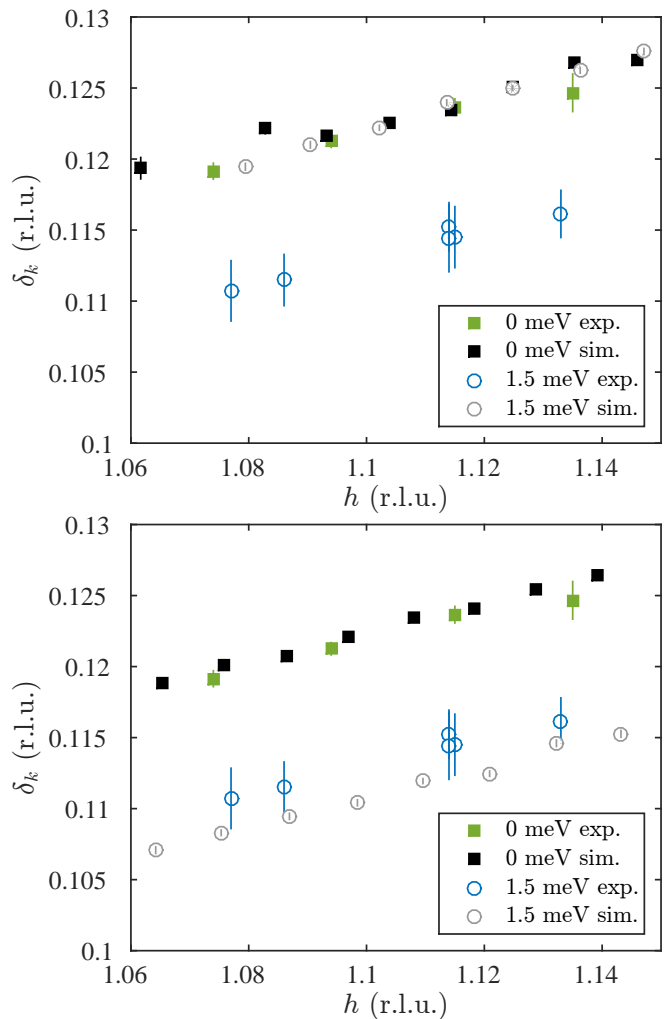 0.13
0.125
0.12
0.115
0.11
0.105
0.1
δₖ (r.l.u.)
0 meV exp.
0 meV sim.
1.5 meV exp.
1.5 meV sim.
1.06 1.08 1.1 1.12 1.14
h (r.l.u.)
0.13
0.125
0.12
0.115
0.11
0.105
0.1
δₖ (r.l.u.)
0 meV exp.
0 meV sim.
1.5 meV exp.
1.5 meV sim.
1.06 1.08 1.1 1.12 1.14
h (r.l.u.)